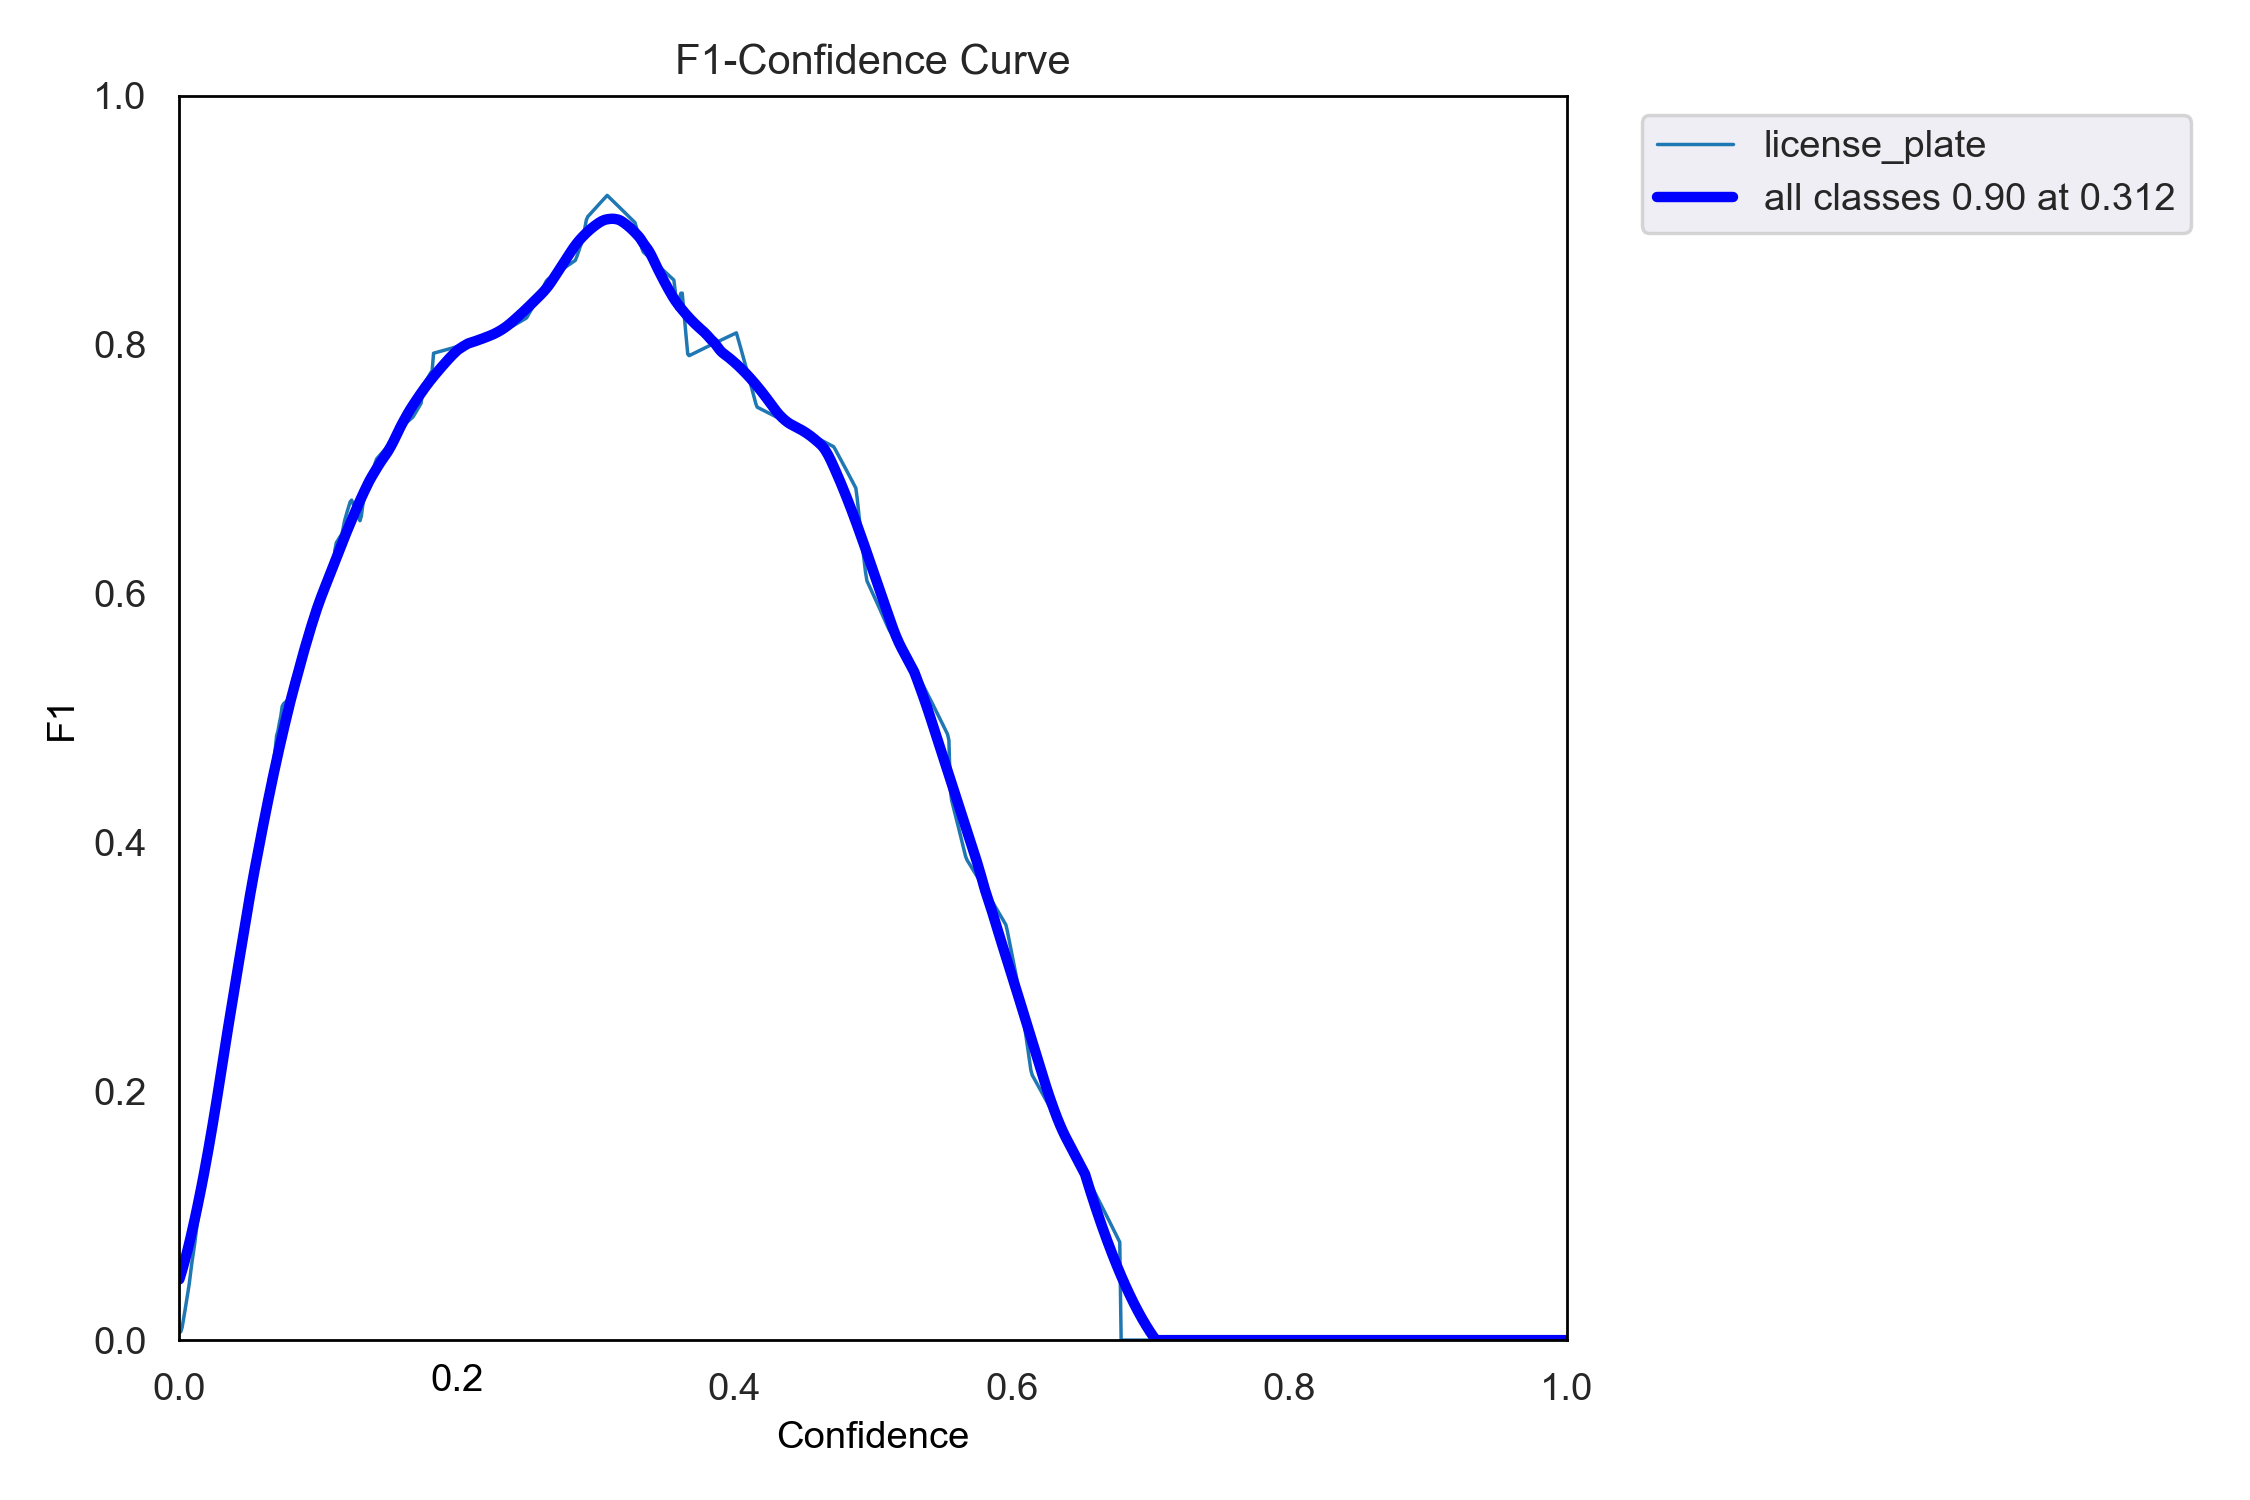 F1-Confidence Curve
1.0
0.8
0.6
0.4
0.2
0.0
F1
0.0 0.2 0.4 0.6 0.8 1.0
Confidence
license_plate
all classes 0.90 at 0.312